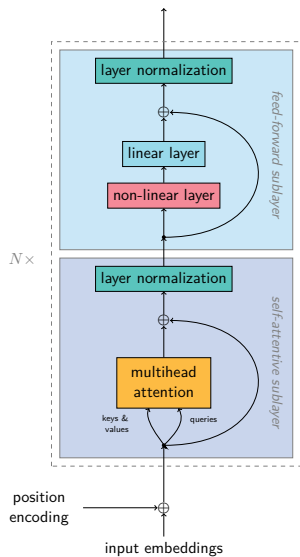 layer normalization
feed-forward sublayer
linear layer
non-linear layer
N×
layer normalization
self-attentive sublayer
multihead
attention
keys &
values
queries
position
encoding
input embeddings